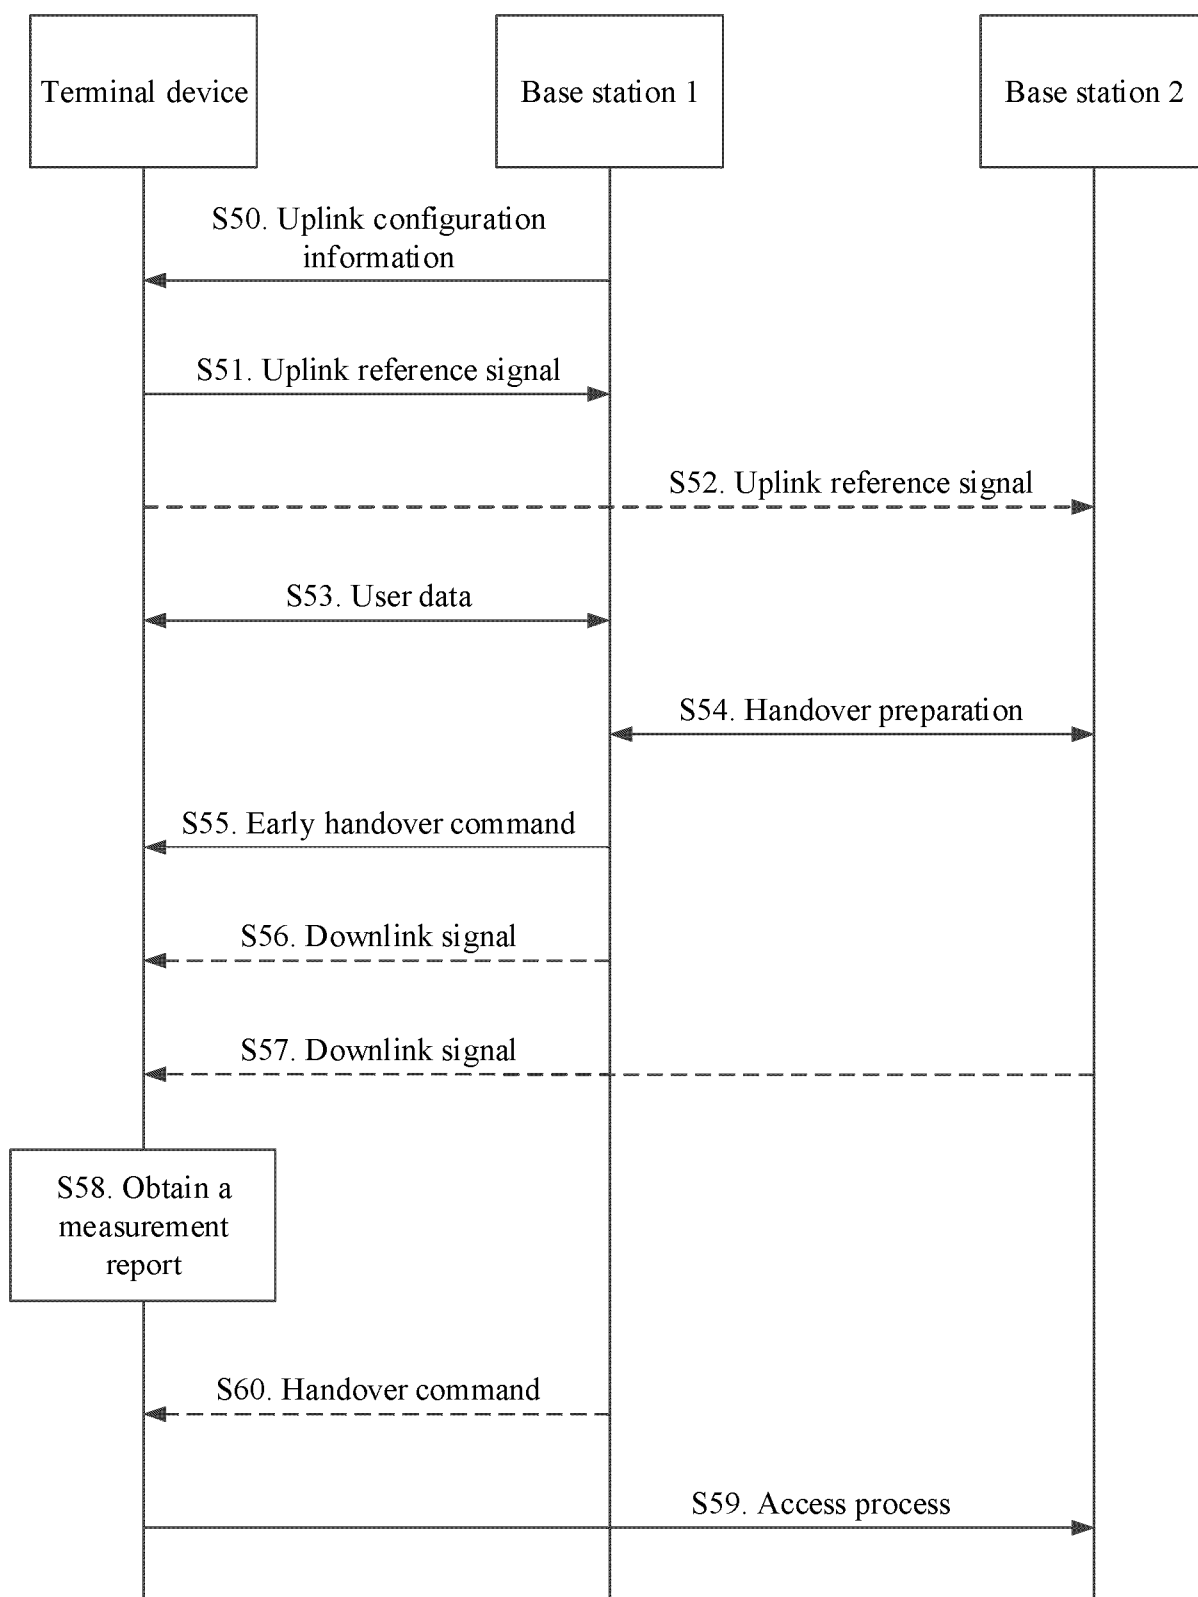 Terminal device
Base station 1
Base station 2
S50. Uplink configuration
information
S51. Uplink reference signal
S52. Uplink reference signal
S53. User data
S54. Handover preparation
S55. Early handover command
S56. Downlink signal
S57. Downlink signal
S58. Obtain a
measurement
report
S60. Handover command
S59. Access process